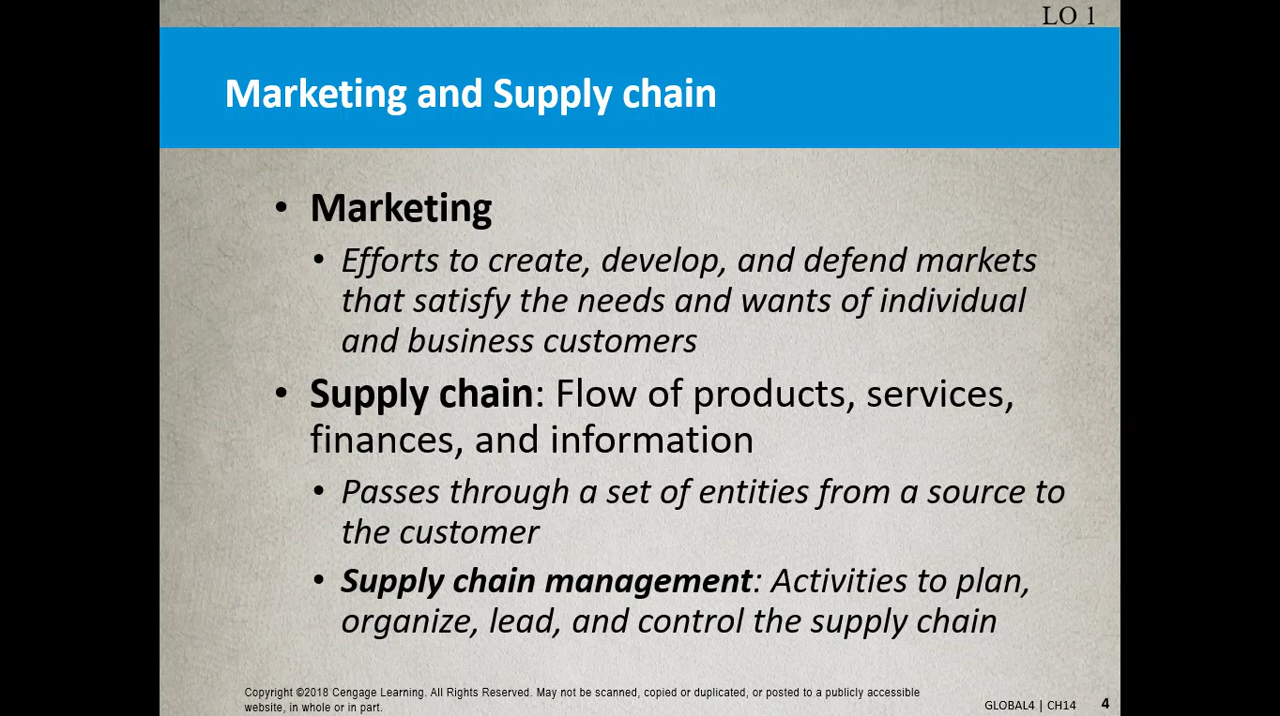 LO 1
Marketing and Supply chain
• Marketing
• Efforts to create, develop, and defend markets
that satisfy the needs and wants of individual
and business customers
• Supply chain: Flow of products, services,
finances, and information
• Passes through a set of entities from a source to
the customer
• Supply chain management: Activities to plan,
organize, lead, and control the supply chain
Copyright ©2018 Cengage Learning. All Rights Reserved. May not be scanned, copied or duplicated, or posted to a publicly accessible
website, in whole or in part.
GLOBAL4 | CH14 4